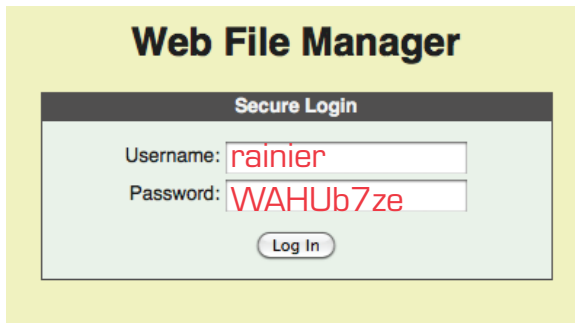 Web File Manager
Secure Login
Username: rainier
Password: WAHUb7ze
Log In